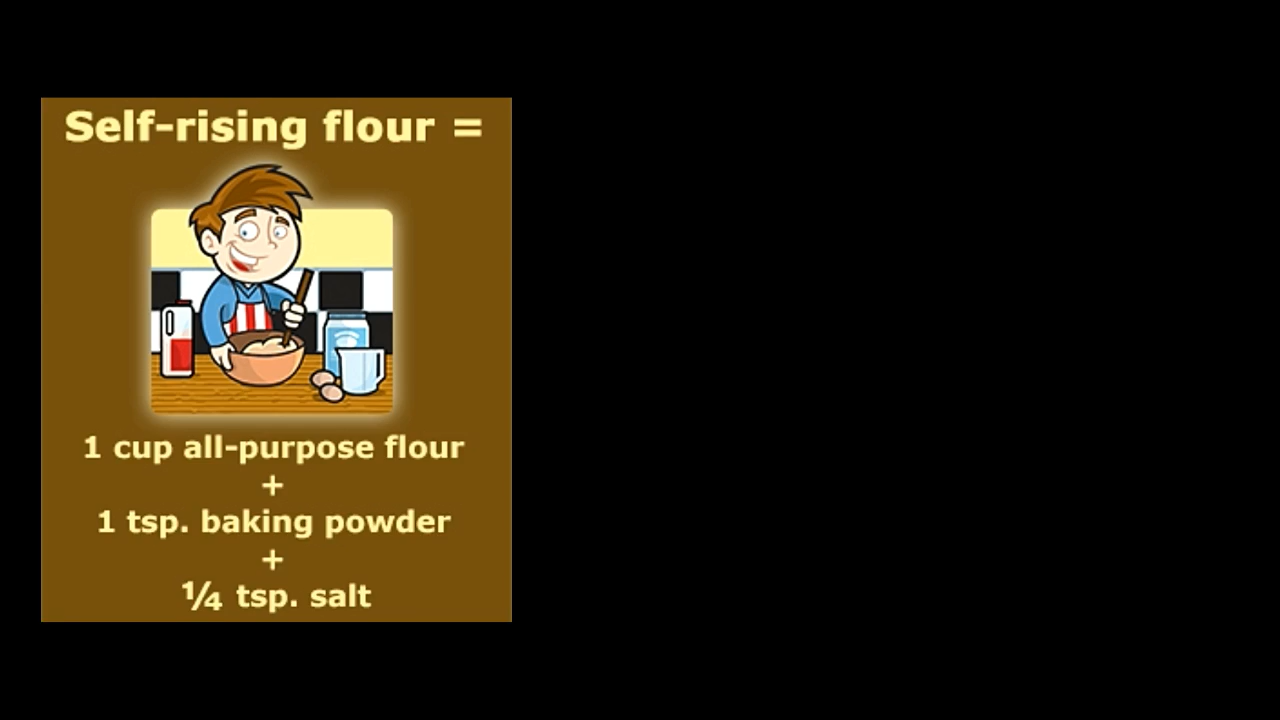 Self-rising flour =
1 cup all-purpose flour
+
1 tsp. baking powder
+
¼ tsp. salt